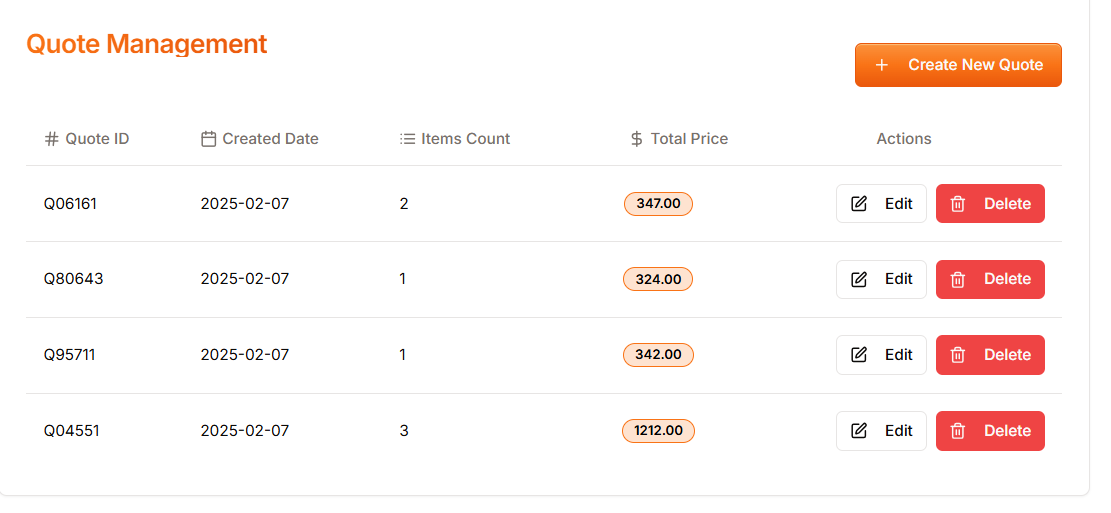 Quote Management
+ Create New Quote
# Quote ID Created Date Items Count $ Total Price Actions
Q06161 2025-02-07 2 347.00 Edit Delete
Q80643 2025-02-07 1 324.00 Edit Delete
Q95711 2025-02-07 1 342.00 Edit Delete
Q04551 2025-02-07 3 1212.00 Edit Delete